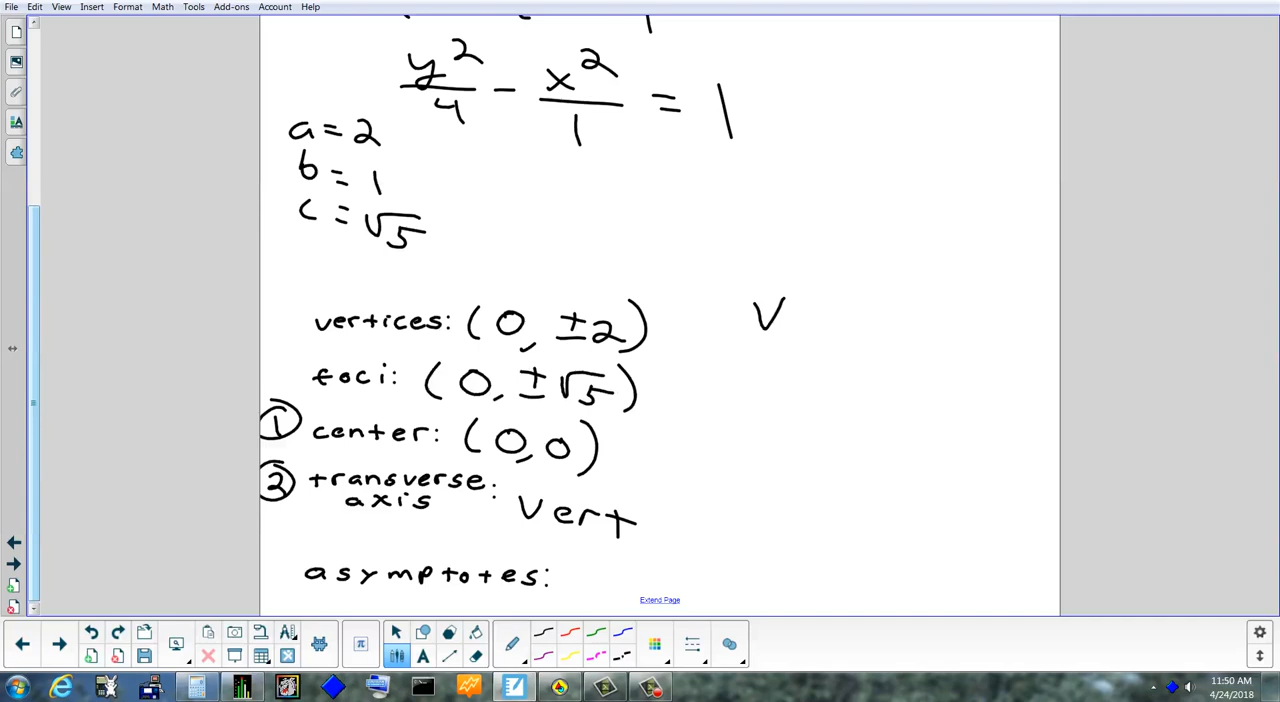 File Edit View Insert Format Math Tools Add-ons Account Help
y² x²
— - — = 1
4 1
a = 2
b = 1
c = √5
vertices: (0, ±2) V
foci: (0, ±√5)
① center: (0,0)
② transverse axis : vert
asymptotes:
Extend Page
A
π
11:50 AM
4/24/2018